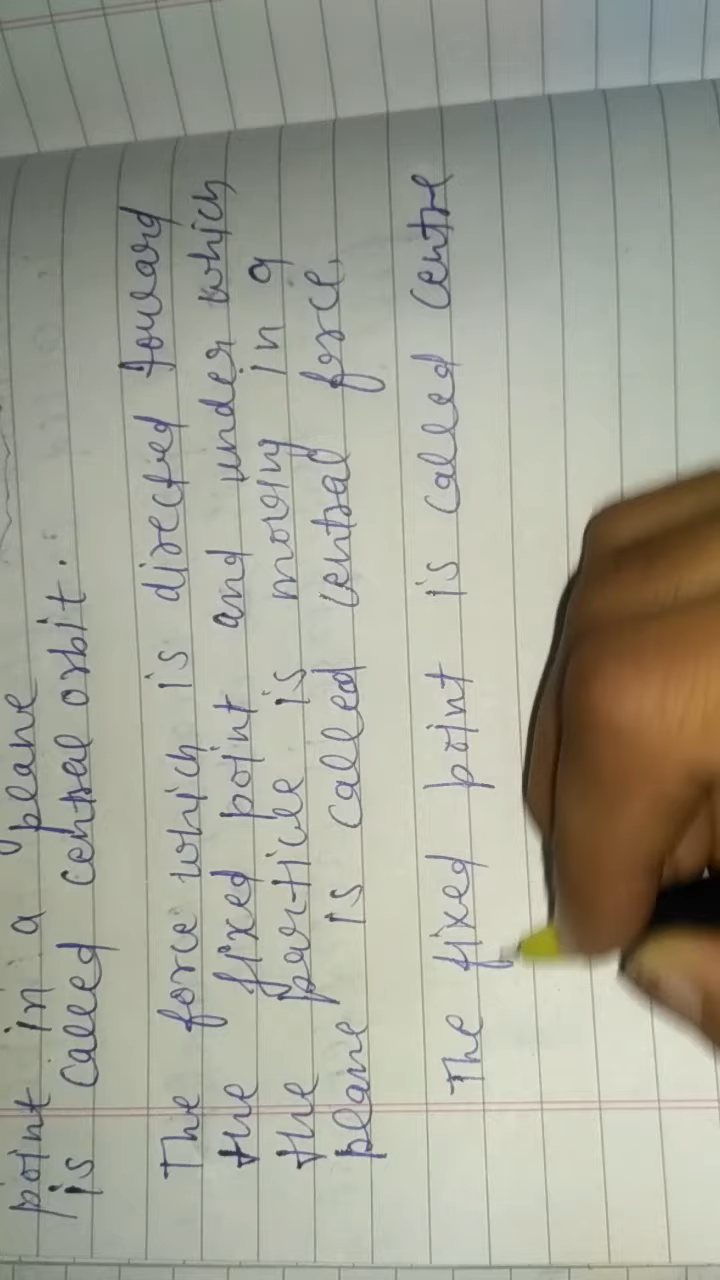 point in a plane
is called central orbit.
The force which is directed toward
the fixed point and under which
the particle is moving in a
plane is called central force.
The fixed point is called centre